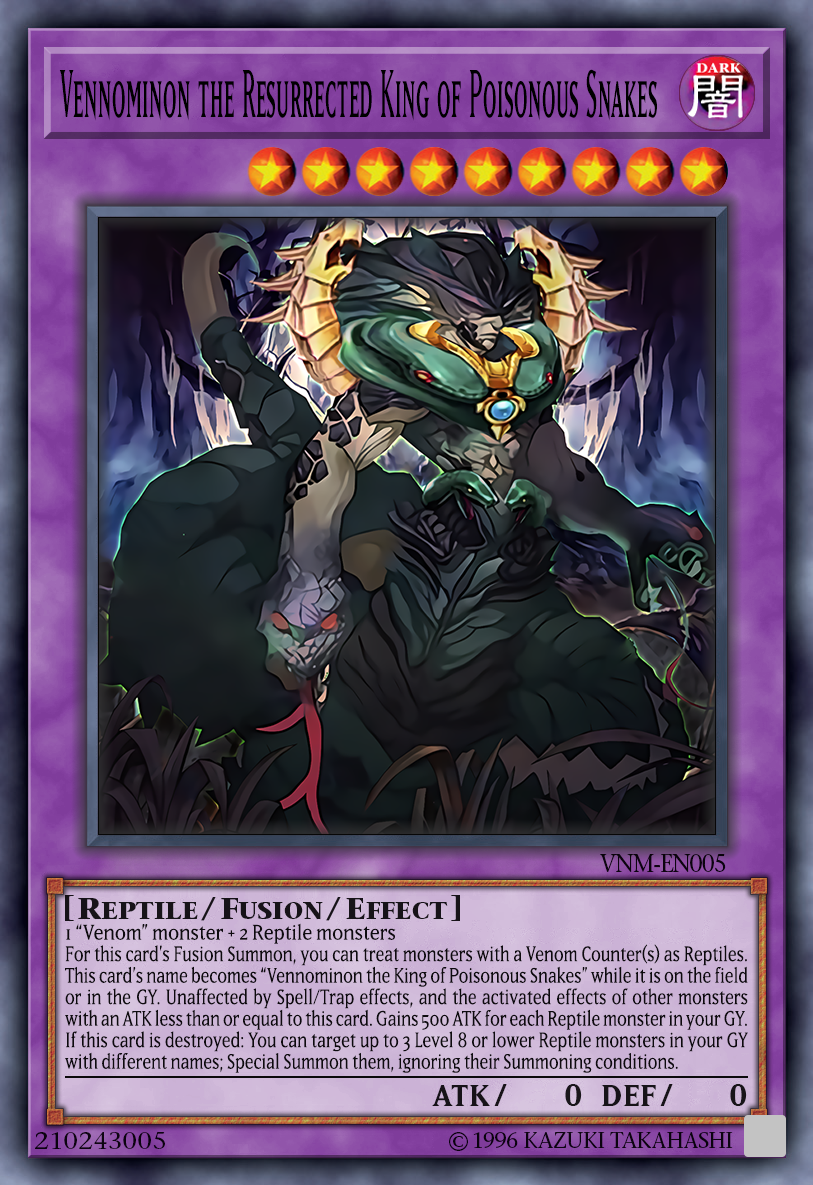 Vennominon the Resurrected King of Poisonous Snakes
DARK
闇
VNM-EN005
[ Reptile / Fusion / Effect ]
1 “Venom” monster + 2 Reptile monsters
For this card's Fusion Summon, you can treat monsters with a Venom Counter(s) as Reptiles.
This card’s name becomes “Vennominon the King of Poisonous Snakes” while it is on the field
or in the GY. Unaffected by Spell/Trap effects, and the activated effects of other monsters
with an ATK less than or equal to this card. Gains 500 ATK for each Reptile monster in your GY.
If this card is destroyed: You can target up to 3 Level 8 or lower Reptile monsters in your GY
with different names; Special Summon them, ignoring their Summoning conditions.
ATK / 0 DEF / 0
210243005 © 1996 KAZUKI TAKAHASHI